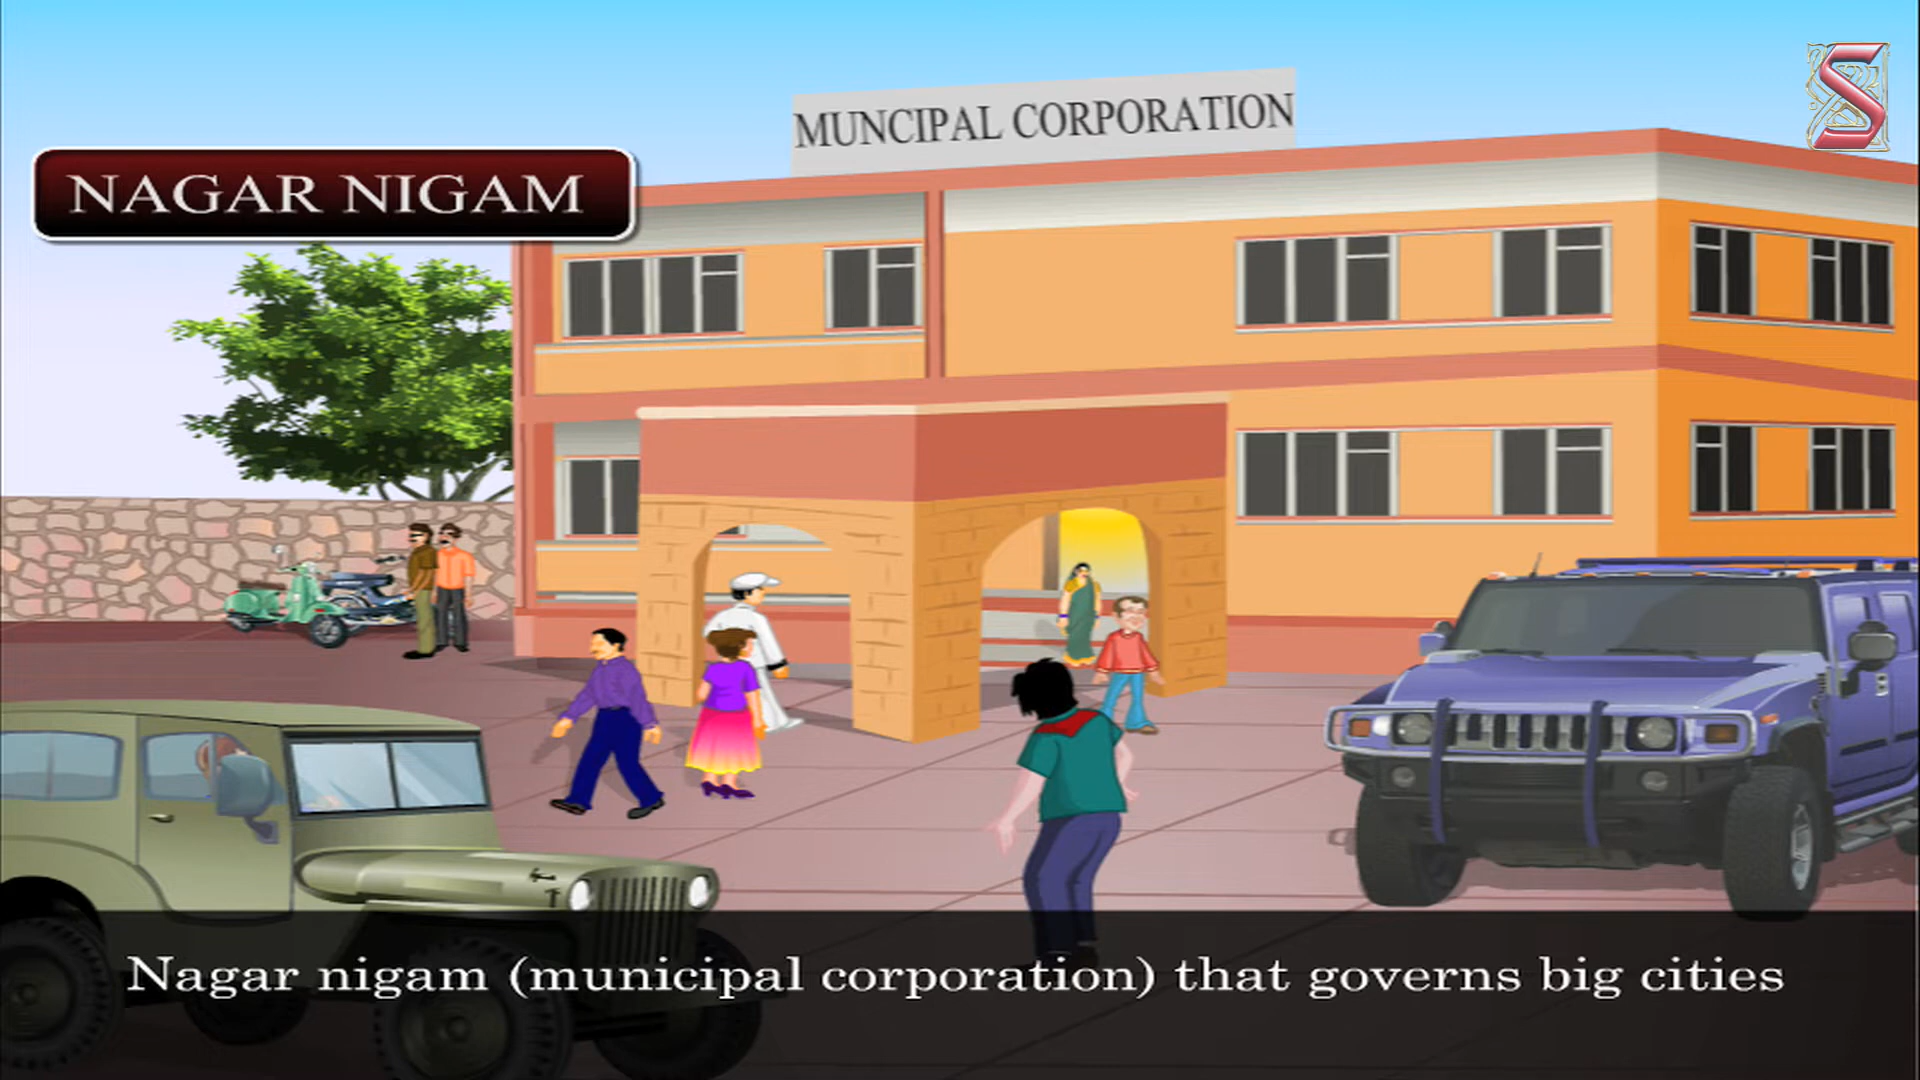 MUNCIPAL CORPORATION
NAGAR NIGAM
Nagar nigam (municipal corporation) that governs big cities
S